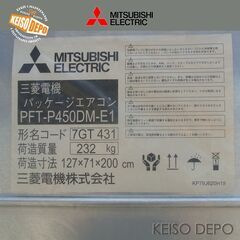 KEISO DEPO
MITSUBISHI ELECTRIC
MITSUBISHI
ELECTRIC
三菱電機
パッケージエアコン
PFT-P450DM-E1
形名コード 7GT 431
荷造質量 232 kg
荷造寸法 127×71×200 cm
三菱電機株式会社
KP79J620H18
KEISO DEPO